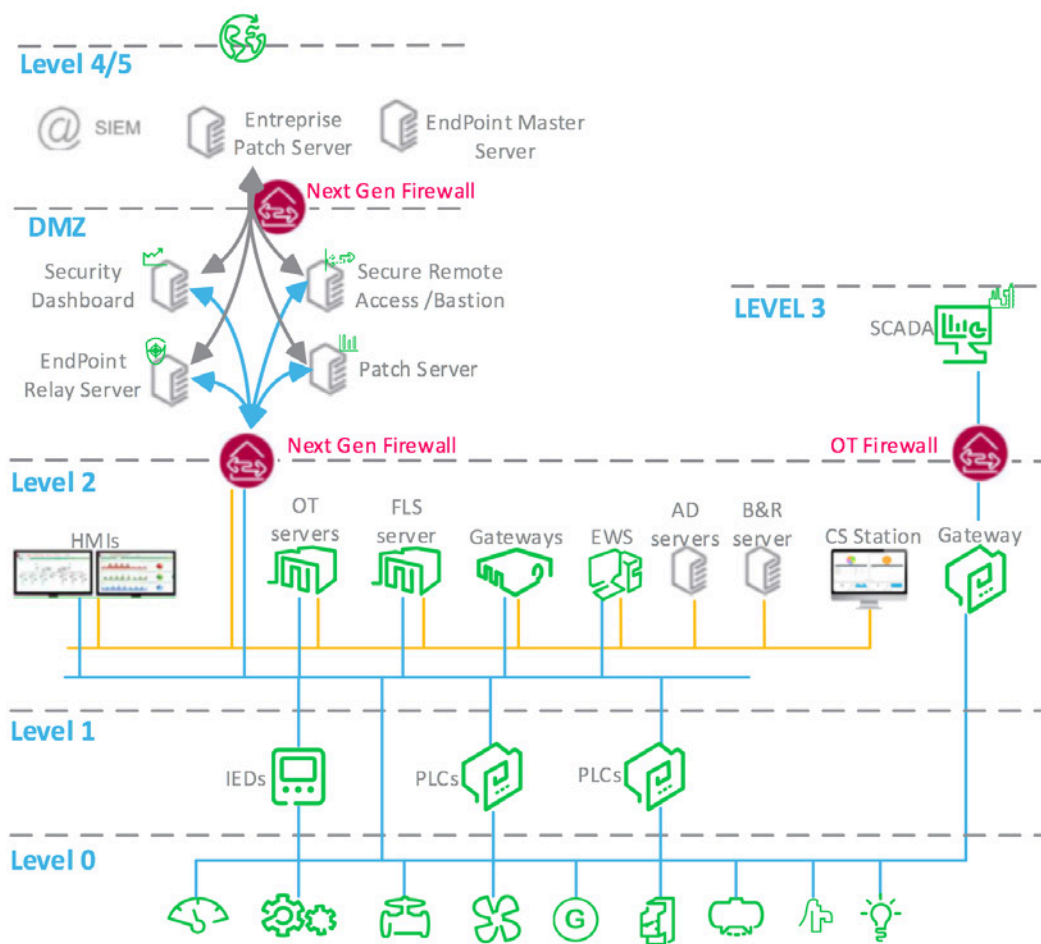 Level 4/5
SIEM
Entreprise
Patch Server
EndPoint Master
Server
Next Gen Firewall
DMZ
Security
Dashboard
Secure Remote
Access /Bastion
EndPoint
Relay Server
Patch Server
LEVEL 3
SCADA
Next Gen Firewall
OT Firewall
Level 2
HMIs
OT
servers
FLS
server
Gateways
EWS
AD
servers
B&R
server
CS Station
Gateway
Level 1
IEDs
PLCs
PLCs
Level 0
G